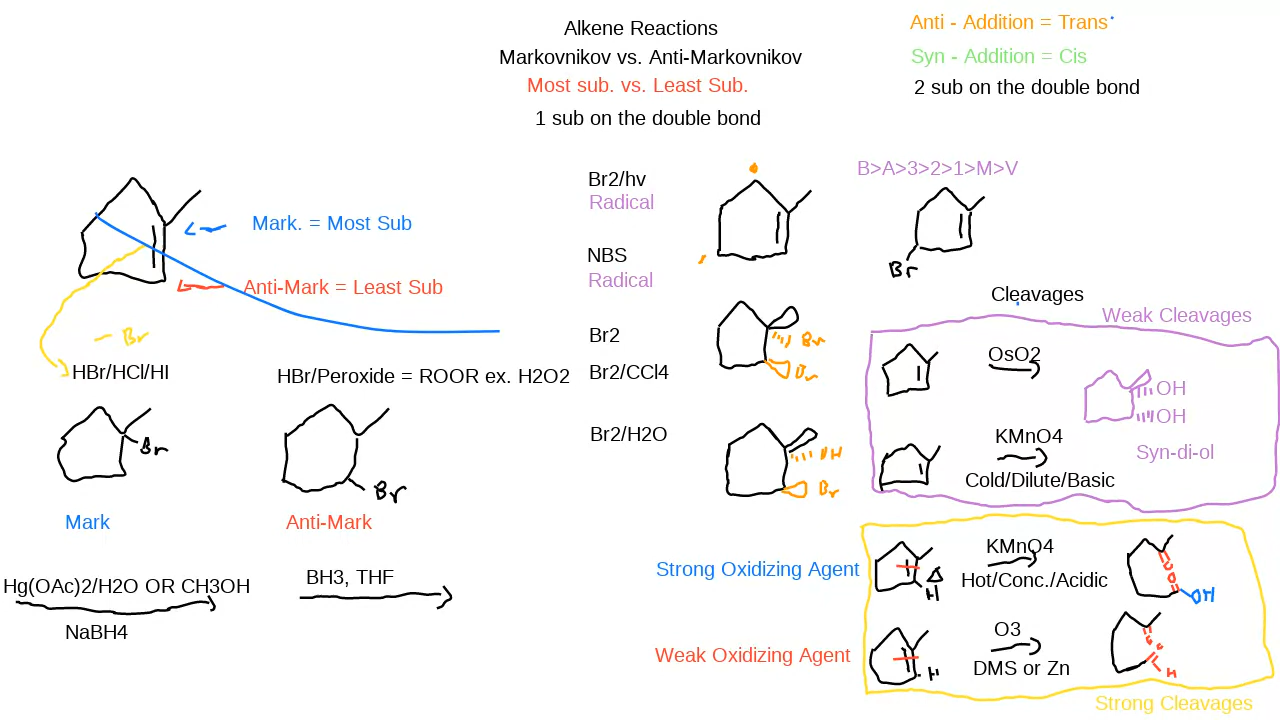 Alkene Reactions
Markovnikov vs. Anti-Markovnikov
Most sub. vs. Least Sub.
1 sub on the double bond
Anti - Addition = Trans
Syn - Addition = Cis
2 sub on the double bond
Mark. = Most Sub
Anti-Mark = Least Sub
Br
HBr/HCl/HI
HBr/Peroxide = ROOR ex. H2O2
Br
Br
Mark
Anti-Mark
Hg(OAc)2/H2O OR CH3OH
NaBH4
BH3, THF
Br2/hv
Radical
NBS
Radical
B>A>3>2>1>M>V
Br
Br2
Br2/CCl4
Br
Br
Br2/H2O
OH
Br
Cleavages
Weak Cleavages
OsO2
OH
OH
KMnO4
Syn-di-ol
Cold/Dilute/Basic
Strong Oxidizing Agent
KMnO4
Hot/Conc./Acidic
H
OH
Weak Oxidizing Agent
O3
DMS or Zn
H
H
Strong Cleavages